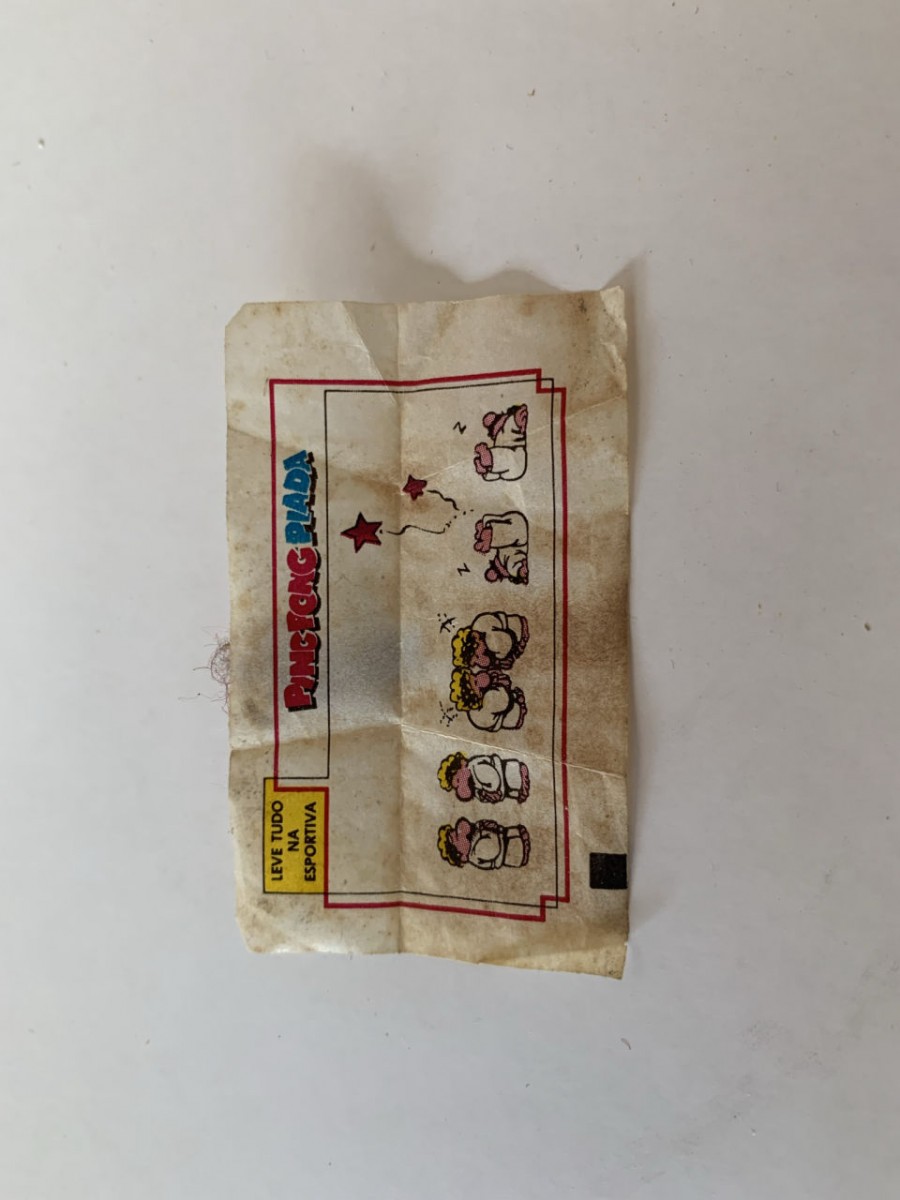 LEVE TUDO
NA
ESPORTIVA
PING PONG PIADA
Z
Z